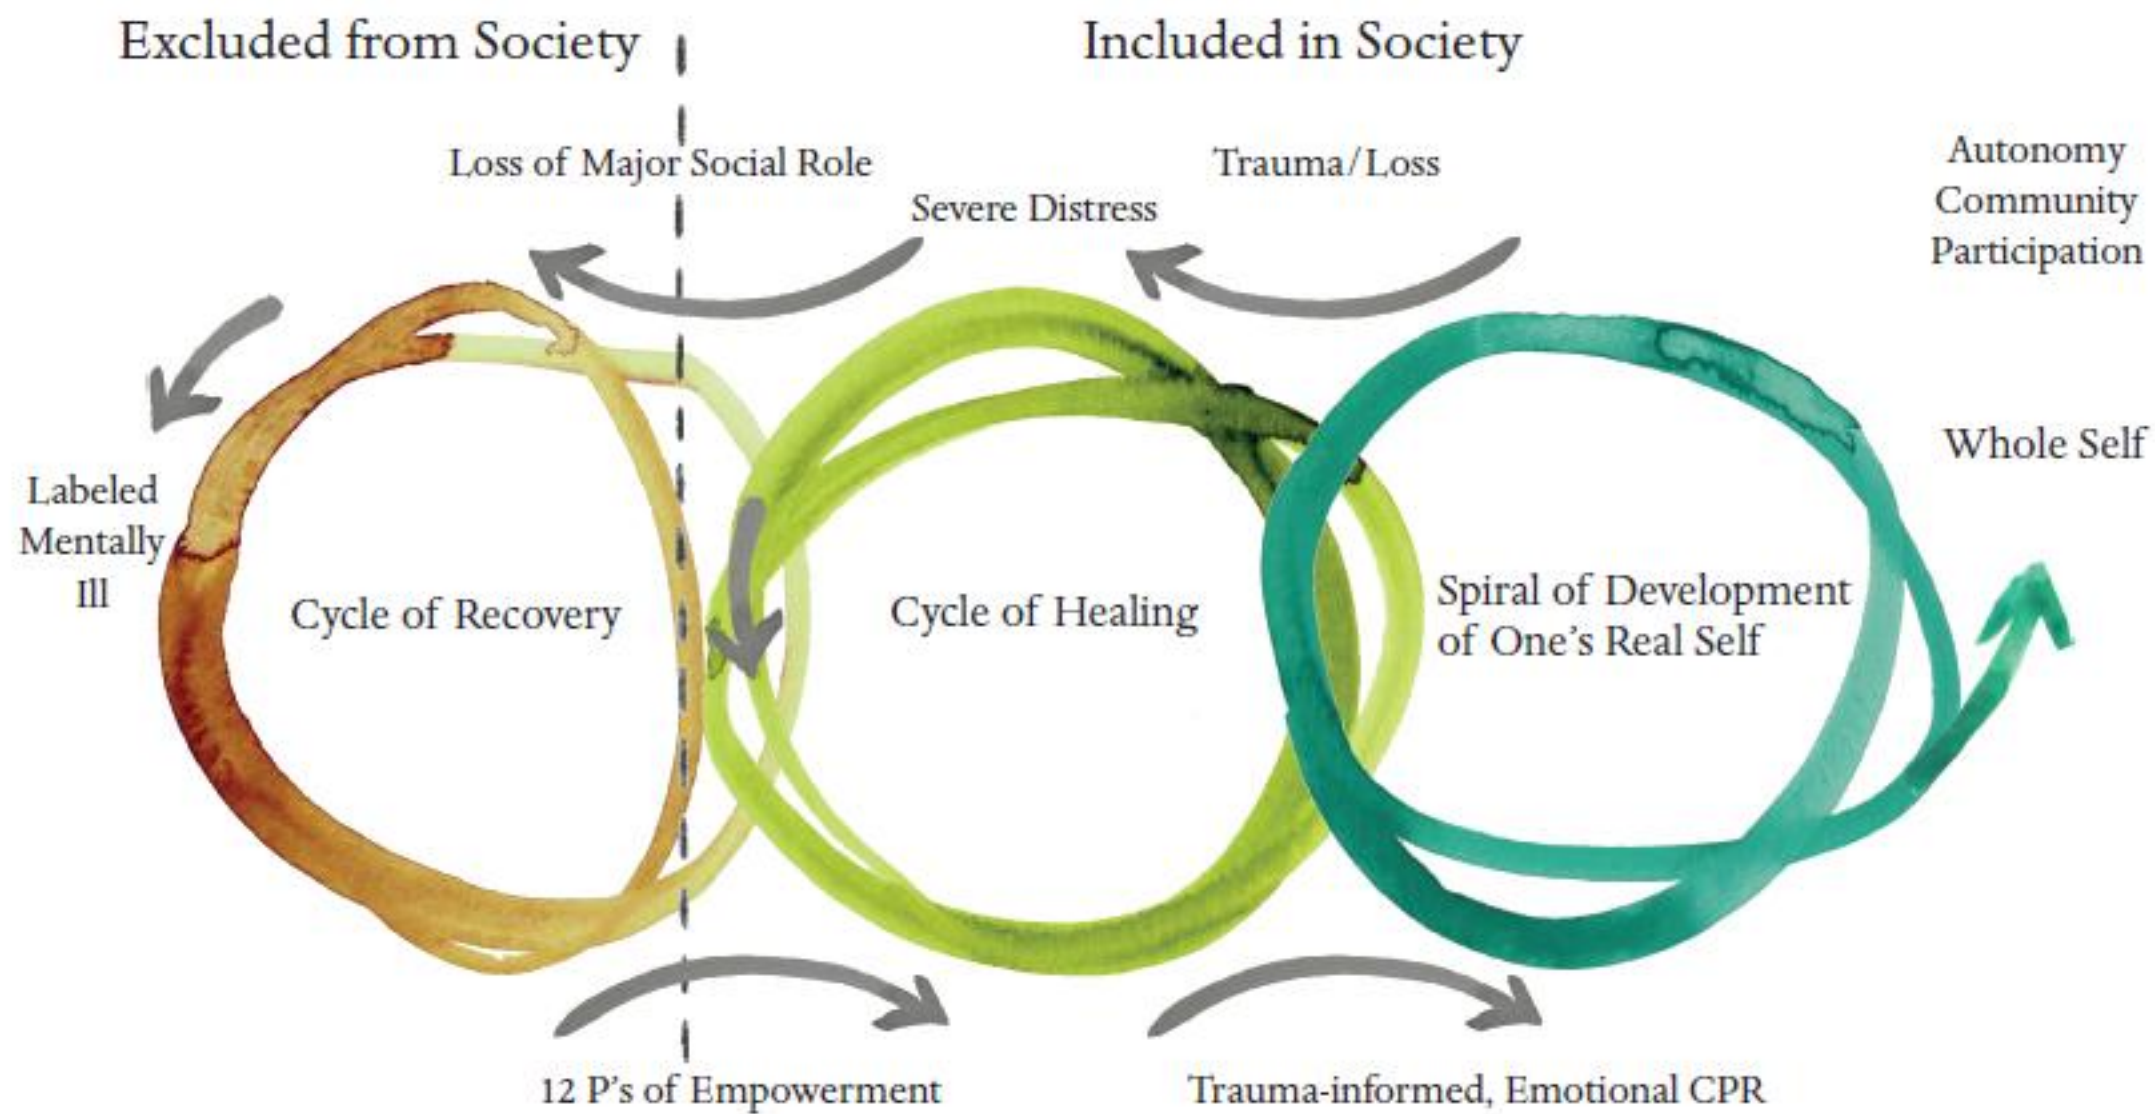 Excluded from Society
Included in Society
Loss of Major Social Role
Severe Distress
Trauma/Loss
Autonomy
Community
Participation
Whole Self
Labeled
Mentally
Ill
Cycle of Recovery
Cycle of Healing
Spiral of Development
of One's Real Self
12 P's of Empowerment
Trauma-informed, Emotional CPR